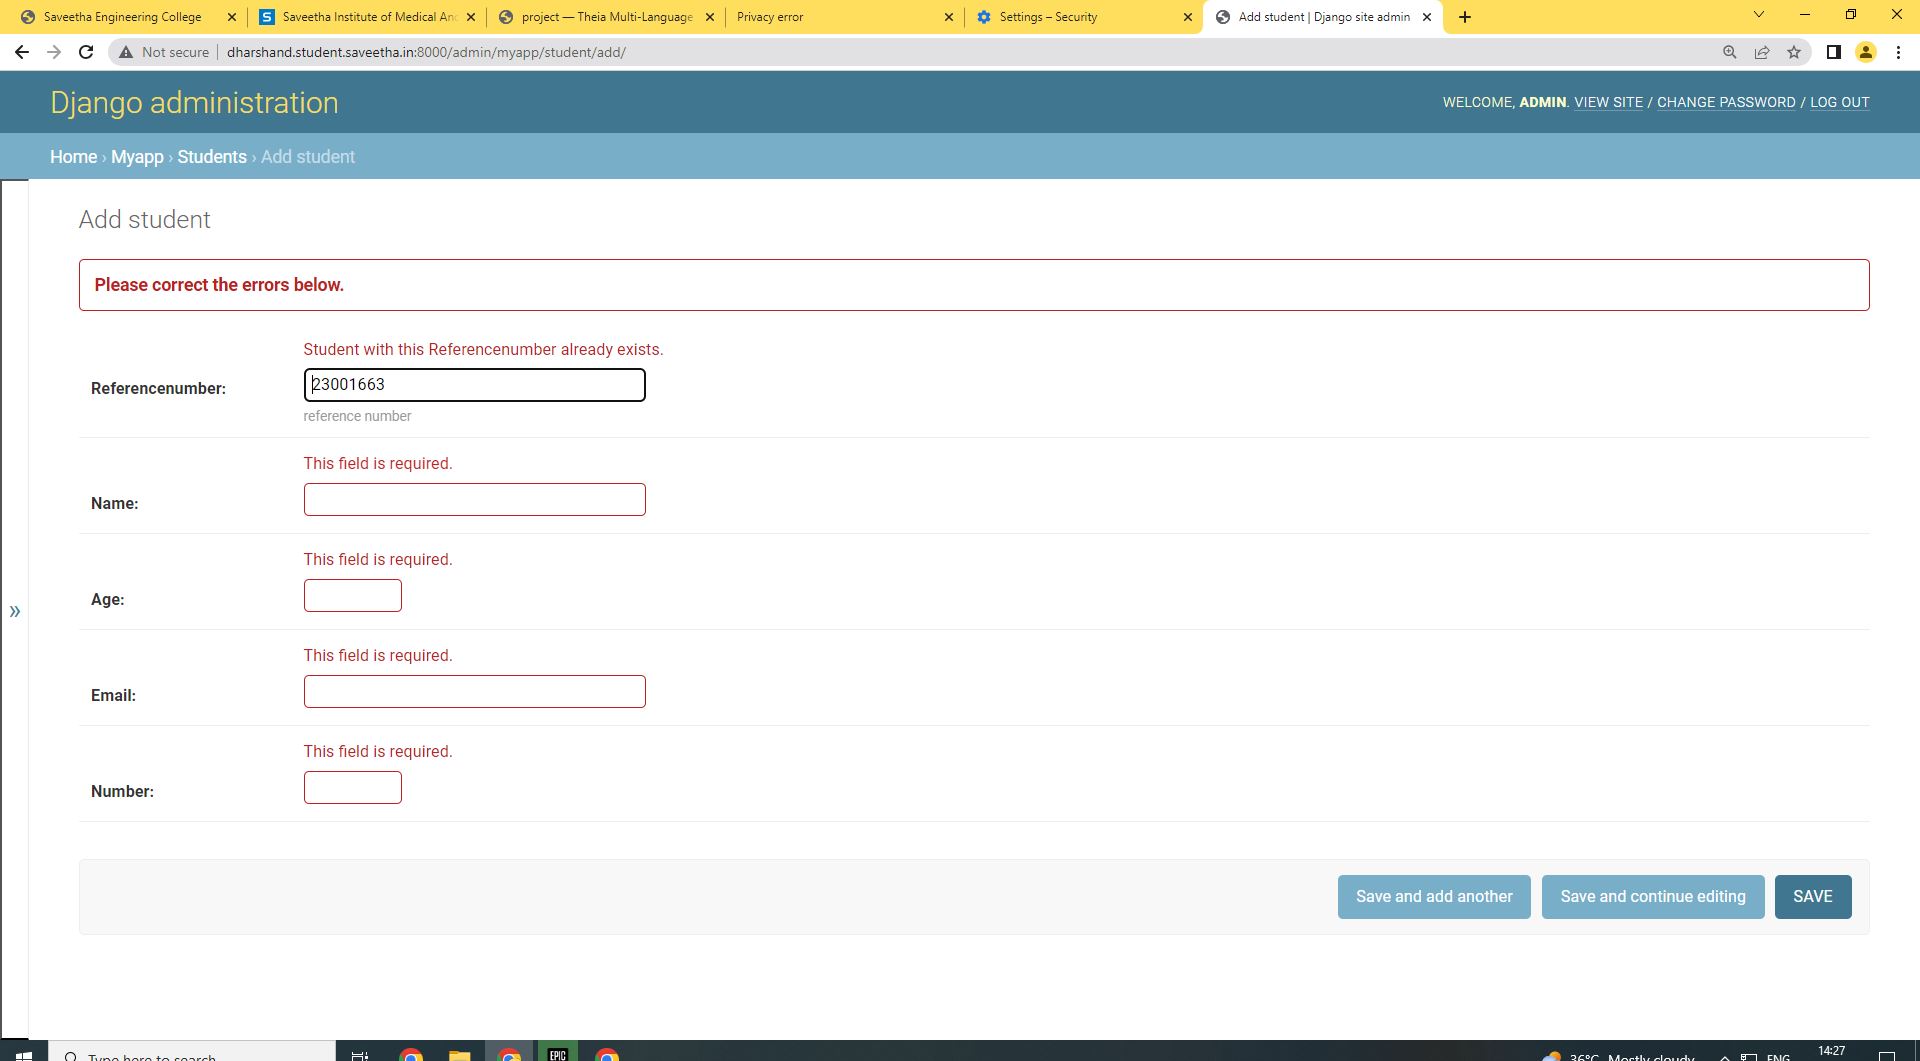 Saveetha Engineering College
S Saveetha Institute of Medical And
project — Theia Multi-Language
Privacy error
Settings – Security
Add student | Django site admin
Not secure
dharshand.student.saveetha.in:8000/admin/myapp/student/add/
Django administration
WELCOME, ADMIN. VIEW SITE / CHANGE PASSWORD / LOG OUT
Home › Myapp › Students › Add student
Add student
Please correct the errors below.
Student with this Referencenumber already exists.
Referencenumber:
23001663
reference number
This field is required.
Name:
This field is required.
Age:
»
This field is required.
Email:
This field is required.
Number:
Save and add another
Save and continue editing
SAVE
Type here to search
EPIC
36°C Mostly cloudy
ENG
14:27